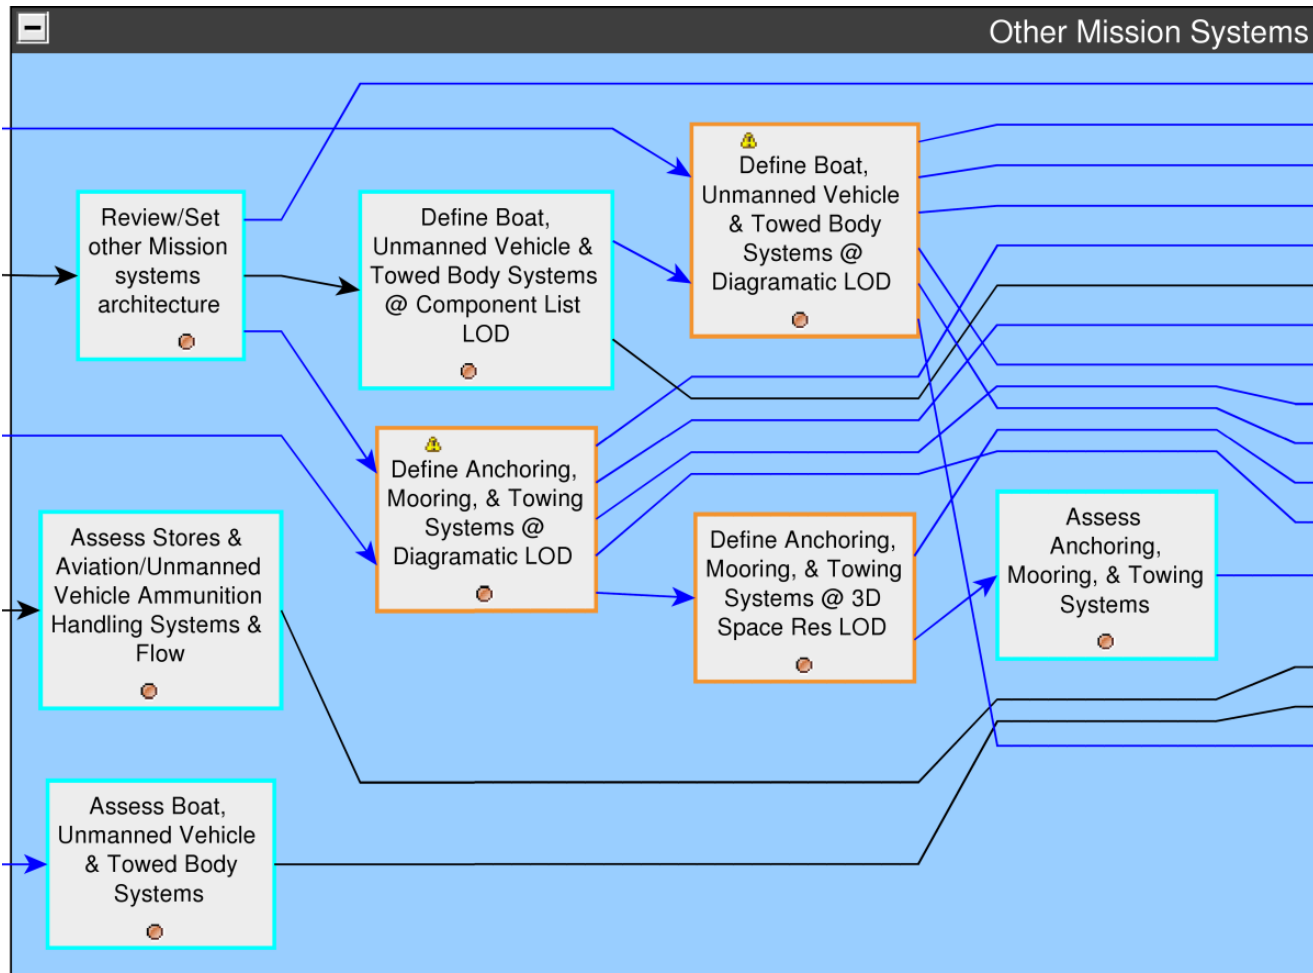 Other Mission Systems
Review/Set
other Mission
systems
architecture
Define Boat,
Unmanned Vehicle &
Towed Body Systems
@ Component List
LOD
Define Boat,
Unmanned Vehicle
& Towed Body
Systems @
Diagramatic LOD
Define Anchoring,
Mooring, & Towing
Systems @
Diagramatic LOD
Define Anchoring,
Mooring, & Towing
Systems @ 3D
Space Res LOD
Assess
Anchoring,
Mooring, & Towing
Systems
Assess Stores &
Aviation/Unmanned
Vehicle Ammunition
Handling Systems &
Flow
Assess Boat,
Unmanned Vehicle
& Towed Body
Systems